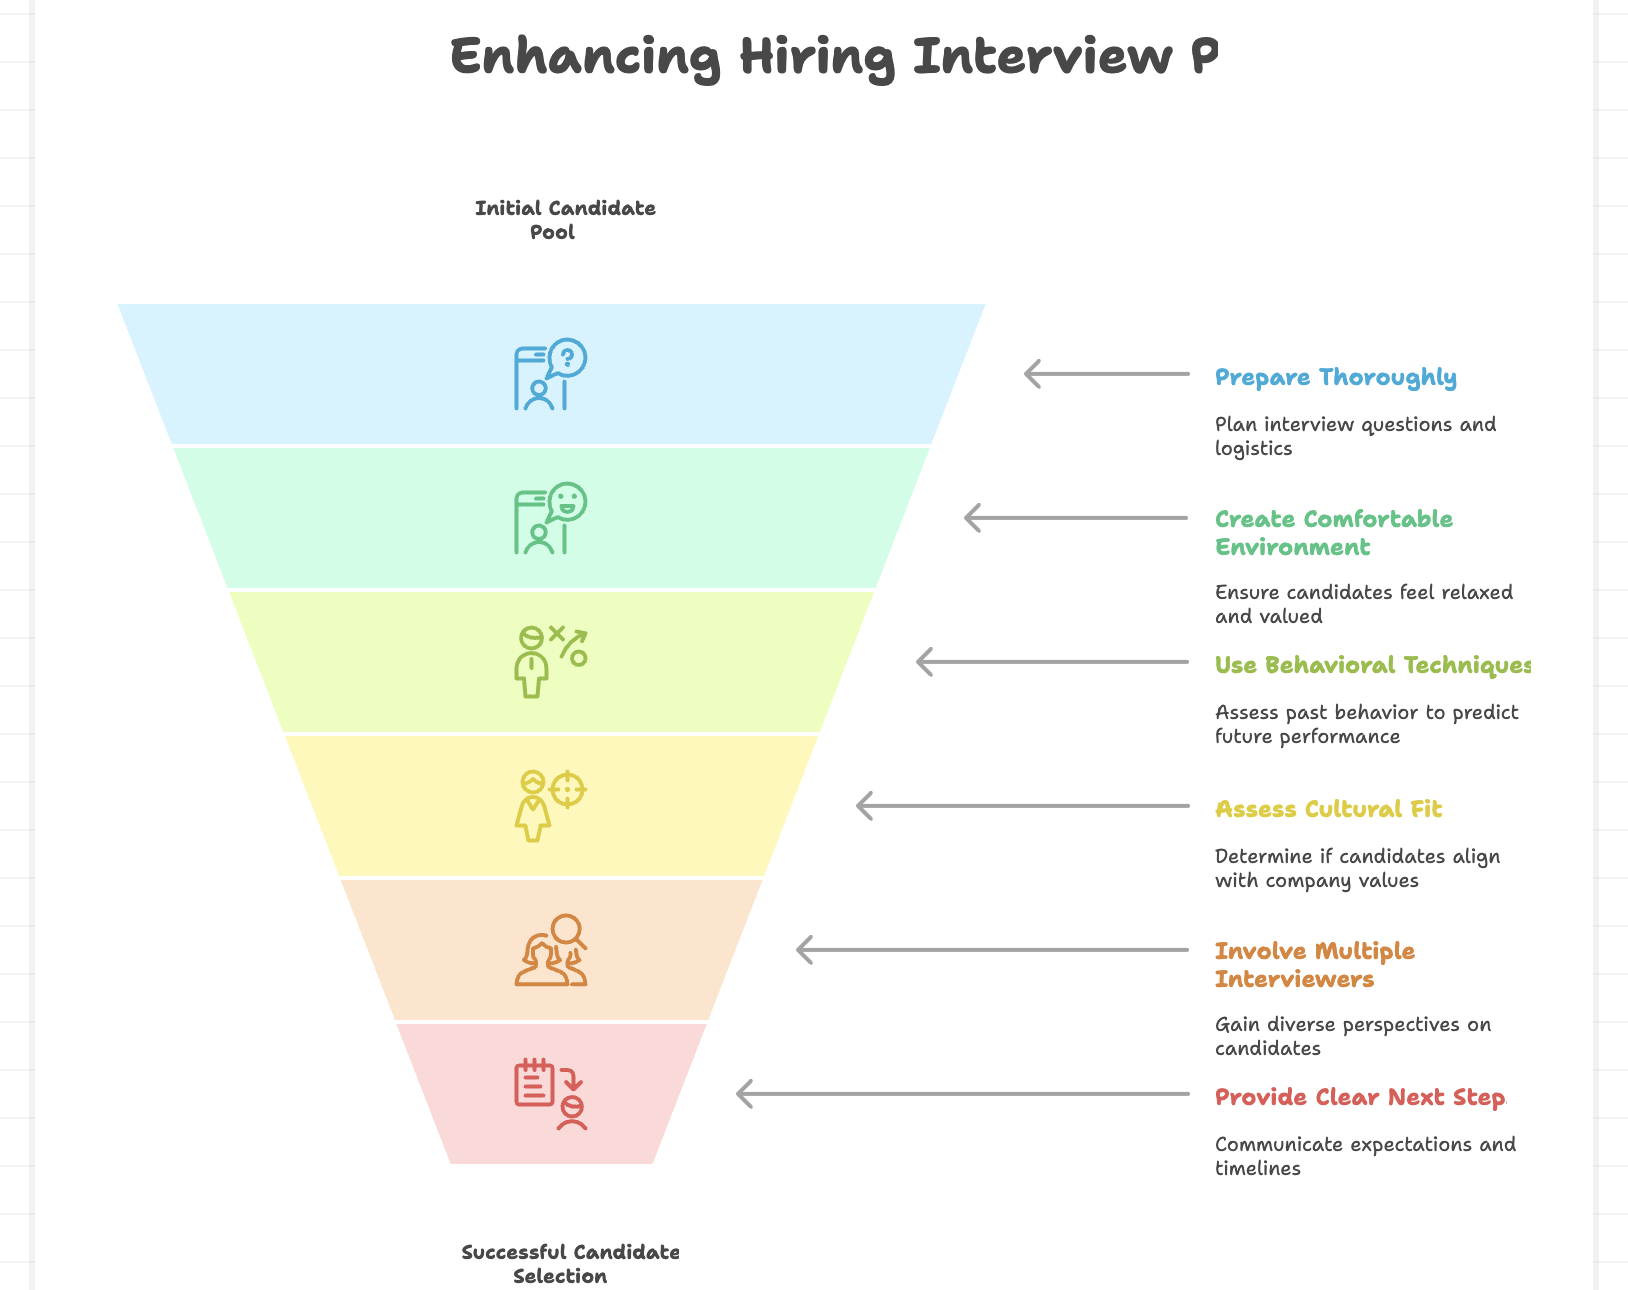 Enhancing Hiring Interview P
Initial Candidate
Pool
Prepare Thoroughly
Plan interview questions and
logistics
Create Comfortable
Environment
Ensure candidates feel relaxed
and valued
Use Behavioral Techniques
Assess past behavior to predict
future performance
Assess Cultural Fit
Determine if candidates align
with company values
Involve Multiple
Interviewers
Gain diverse perspectives on
candidates
Provide Clear Next Step
Communicate expectations and
timelines
Successful Candidate
Selection